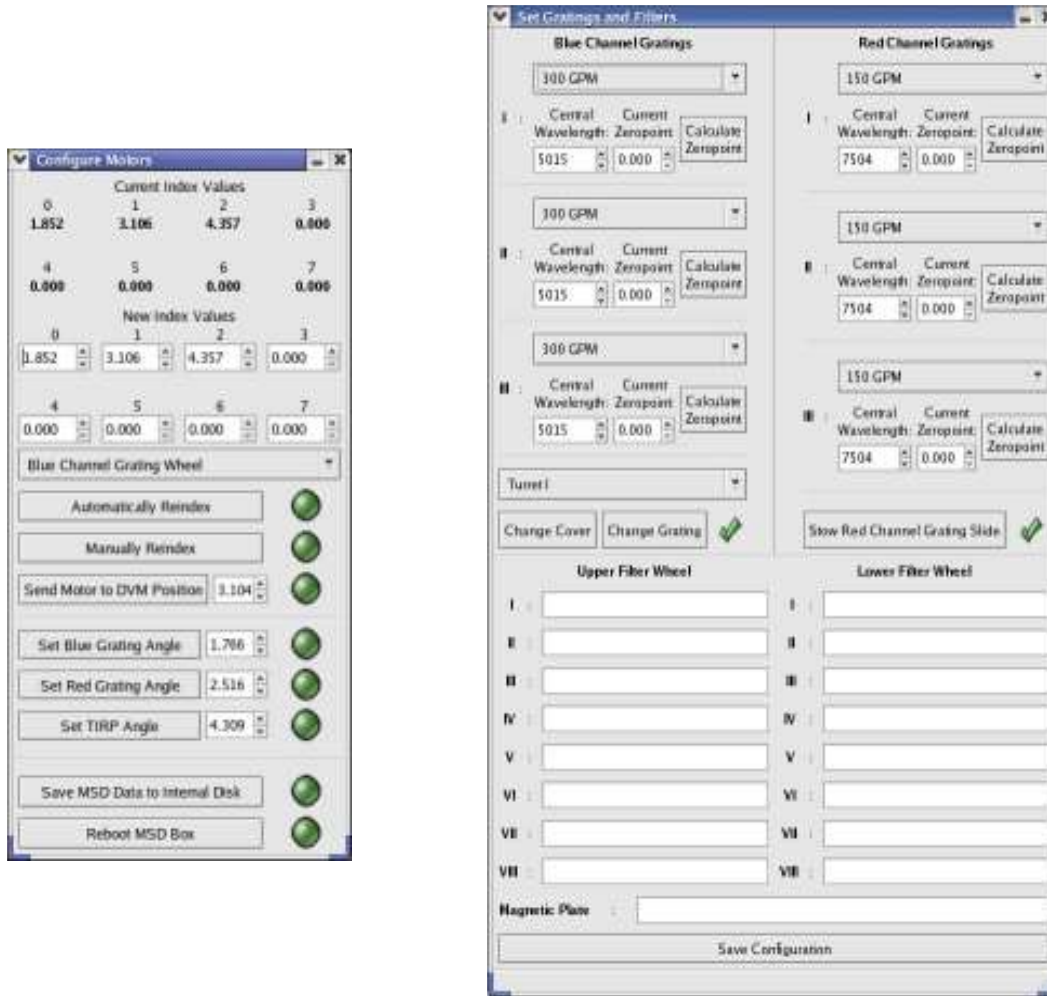 Configure Motors
Current Index Values
0 1 2 3
1.852 3.106 4.357 0.000
4 5 6 7
0.000 0.000 0.000 0.000
New Index Values
0 1 2 3
1.852 3.106 4.357 0.000
4 5 6 7
0.000 0.000 0.000 0.000
Blue Channel Grating Wheel
Automatically Reindex
Manually Reindex
Send Motor to DVM Position 3.104
Set Blue Grating Angle 1.766
Set Red Grating Angle 2.516
Set TIRP Angle 4.309
Save MSD Data to Internal Disk
Reboot MSD Box
Set Gratings and Filters
Blue Channel Gratings
300 GPM
I : Central Wavelength: Current Zeropoint: Calculate Zeropoint
5015 0.000
300 GPM
II : Central Wavelength: Current Zeropoint: Calculate Zeropoint
5015 0.000
300 GPM
III : Central Wavelength: Current Zeropoint: Calculate Zeropoint
5015 0.000
Turret I
Change Cover Change Grating
Red Channel Gratings
150 GPM
I : Central Wavelength: Current Zeropoint: Calculate Zeropoint
7504 0.000
150 GPM
II : Central Wavelength: Current Zeropoint: Calculate Zeropoint
7504 0.000
150 GPM
III : Central Wavelength: Current Zeropoint: Calculate Zeropoint
7504 0.000
Stow Red Channel Grating Slide
Upper Filter Wheel
I :
II :
III :
IV :
V :
VI :
VII :
VIII :
Lower Filter Wheel
I :
II :
III :
IV :
V :
VI :
VII :
VIII :
Magnetic Plate :
Save Configuration